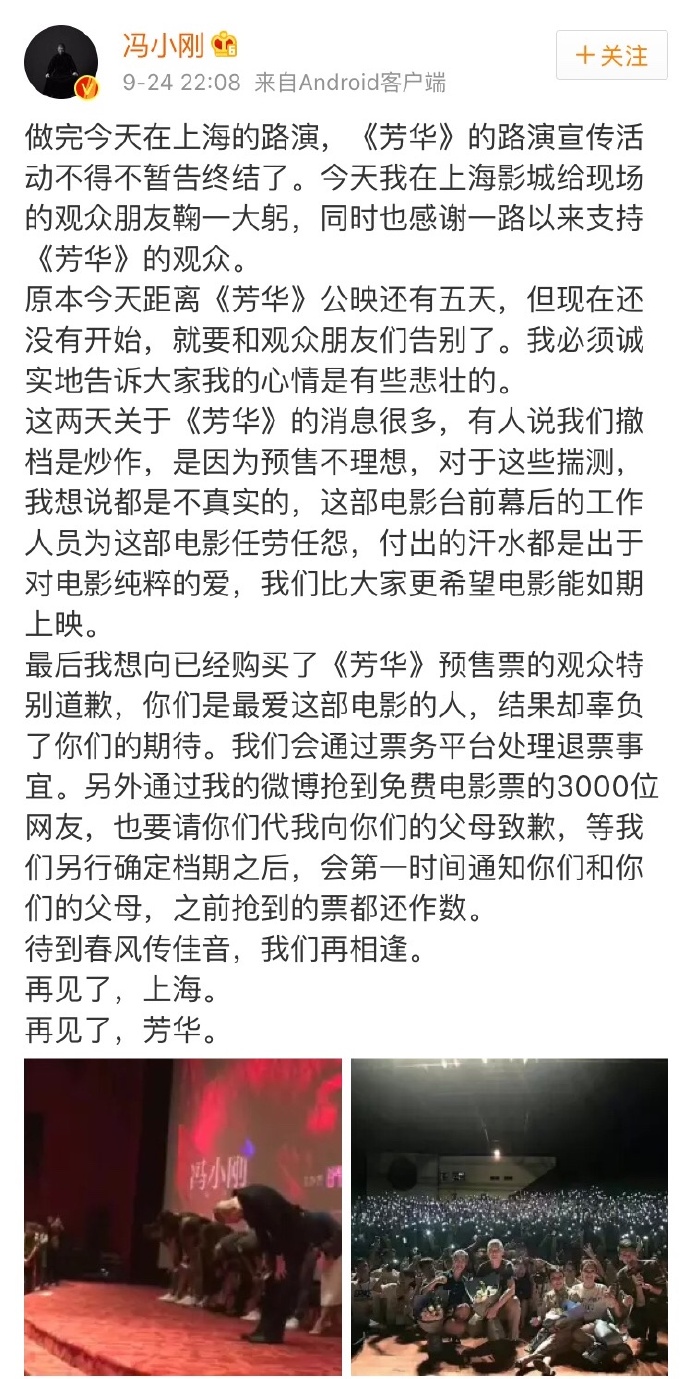 冯小刚
9-24 22:08 来自Android客户端
＋关注
做完今天在上海的路演，《芳华》的路演宣传活
动不得不暂告终结了。今天我在上海影城给现场
的观众朋友鞠一大躬，同时也感谢一路以来支持
《芳华》的观众。
原本今天距离《芳华》公映还有五天，但现在还
没有开始，就要和观众朋友们告别了。我必须诚
实地告诉大家我的心情是有些悲壮的。
这两天关于《芳华》的消息很多，有人说我们撤
档是炒作，是因为预售不理想，对于这些揣测，
我想说都是不真实的，这部电影台前幕后的工作
人员为这部电影任劳任怨，付出的汗水都是出于
对电影纯粹的爱，我们比大家更希望电影能如期
上映。
最后我想向已经购买了《芳华》预售票的观众特
别道歉，你们是最爱这部电影的人，结果却辜负
了你们的期待。我们会通过票务平台处理退票事
宜。另外通过我的微博抢到免费电影票的3000位
网友，也要请你们代我向你们的父母致歉，等我
们另行确定档期之后，会第一时间通知你们和你
们的父母，之前抢到的票都还作数。
待到春风传佳音，我们再相逢。
再见了，上海。
再见了，芳华。
冯小刚